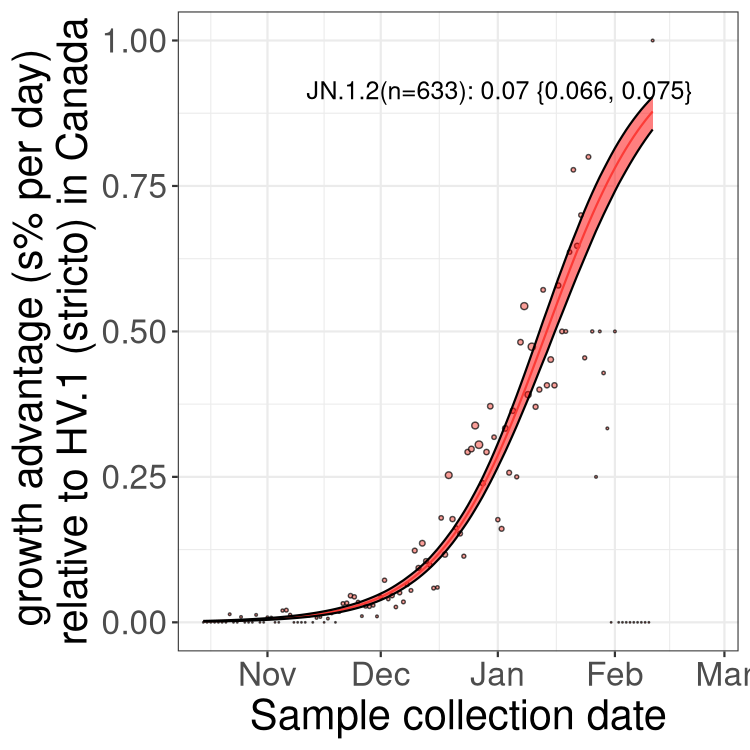 growth advantage (s% per day)
relative to HV.1 (stricto) in Canada
1.00
0.75
0.50
0.25
0.00
JN.1.2(n=633): 0.07 {0.066, 0.075}
Nov Dec Jan Feb Mar
Sample collection date